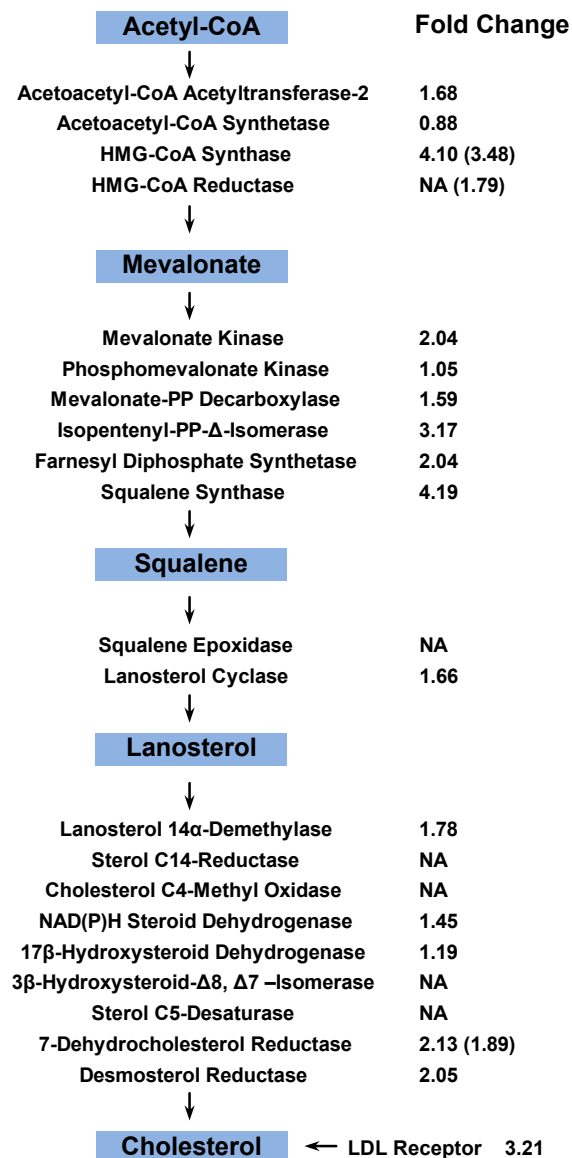 Acetyl-CoA Fold Change
Acetoacetyl-CoA Acetyltransferase-2 1.68
Acetoacetyl-CoA Synthetase 0.88
HMG-CoA Synthase 4.10 (3.48)
HMG-CoA Reductase NA (1.79)
Mevalonate
Mevalonate Kinase 2.04
Phosphomevalonate Kinase 1.05
Mevalonate-PP Decarboxylase 1.59
Isopentenyl-PP-Δ-Isomerase 3.17
Farnesyl Diphosphate Synthetase 2.04
Squalene Synthase 4.19
Squalene
Squalene Epoxidase NA
Lanosterol Cyclase 1.66
Lanosterol
Lanosterol 14α-Demethylase 1.78
Sterol C14-Reductase NA
Cholesterol C4-Methyl Oxidase NA
NAD(P)H Steroid Dehydrogenase 1.45
17β-Hydroxysteroid Dehydrogenase 1.19
3β-Hydroxysteroid-Δ8, Δ7 –Isomerase NA
Sterol C5-Desaturase NA
7-Dehydrocholesterol Reductase 2.13 (1.89)
Desmosterol Reductase 2.05
Cholesterol ← LDL Receptor 3.21